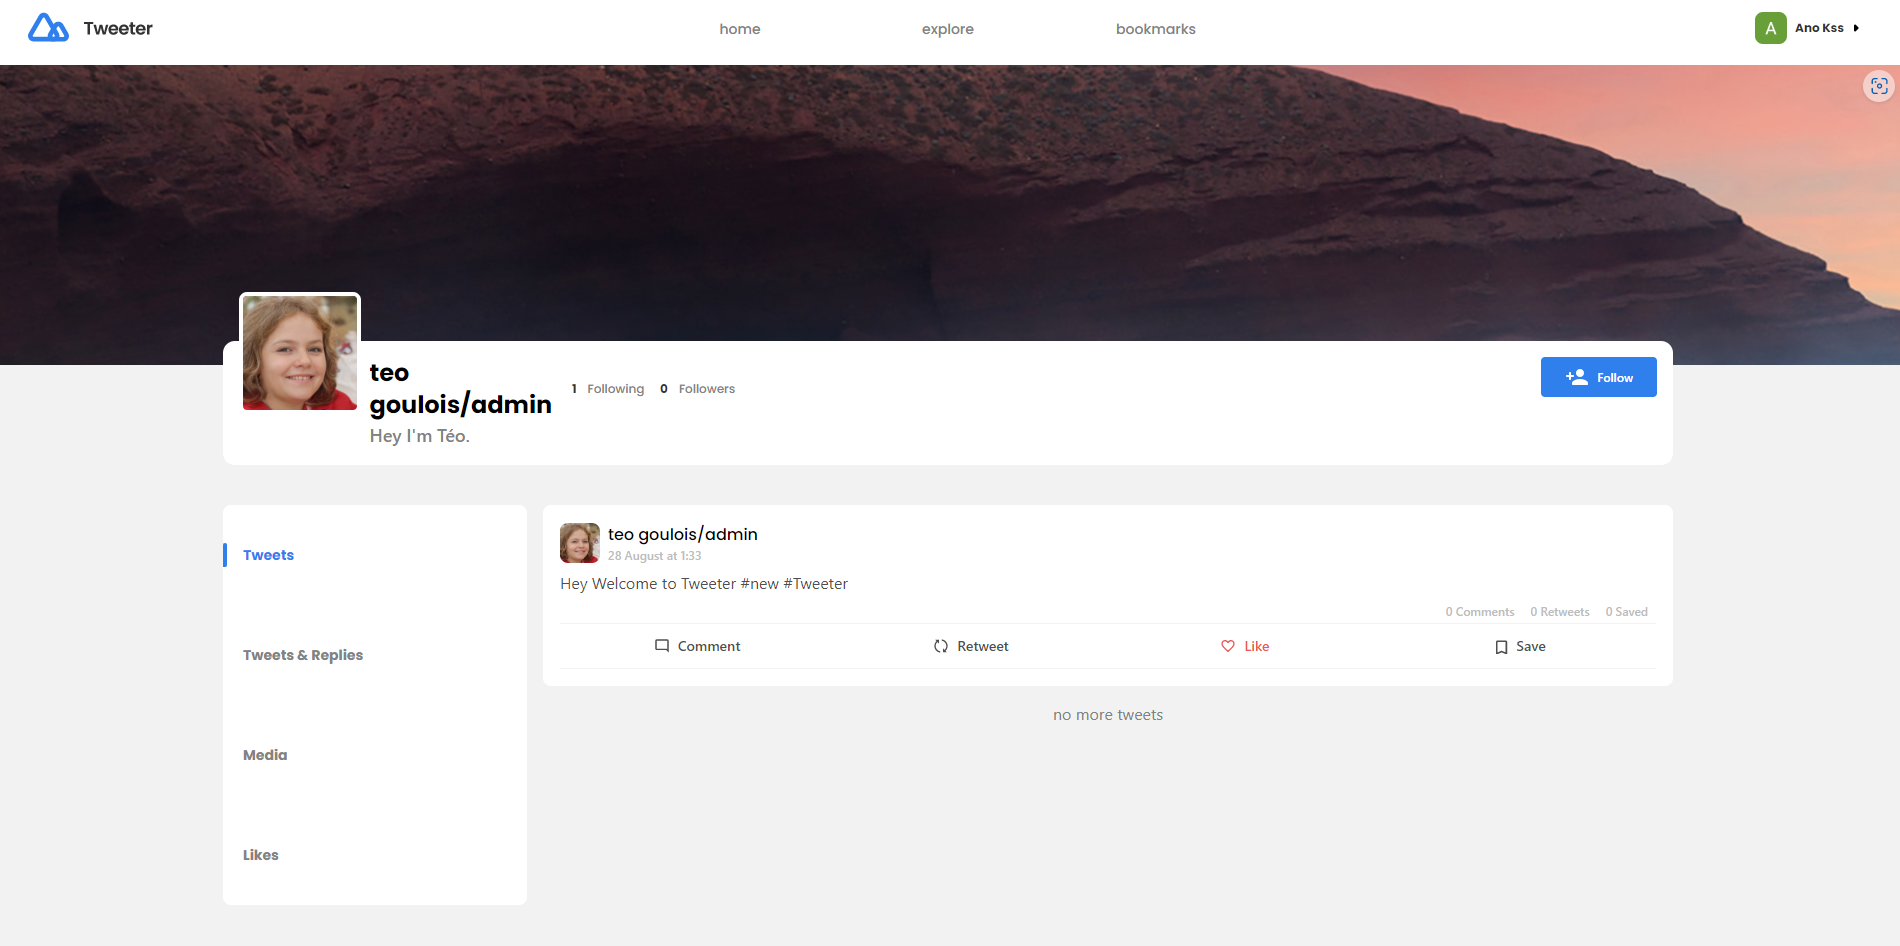 Tweeter
home explore bookmarks
A Ano Kss
teo
goulois/admin
1 Following 0 Followers
Hey I'm Téo.
Follow
Tweets
Tweets & Replies
Media
Likes
teo goulois/admin
28 August at 1:33
Hey Welcome to Tweeter #new #Tweeter
0 Comments 0 Retweets 0 Saved
Comment Retweet Like Save
no more tweets